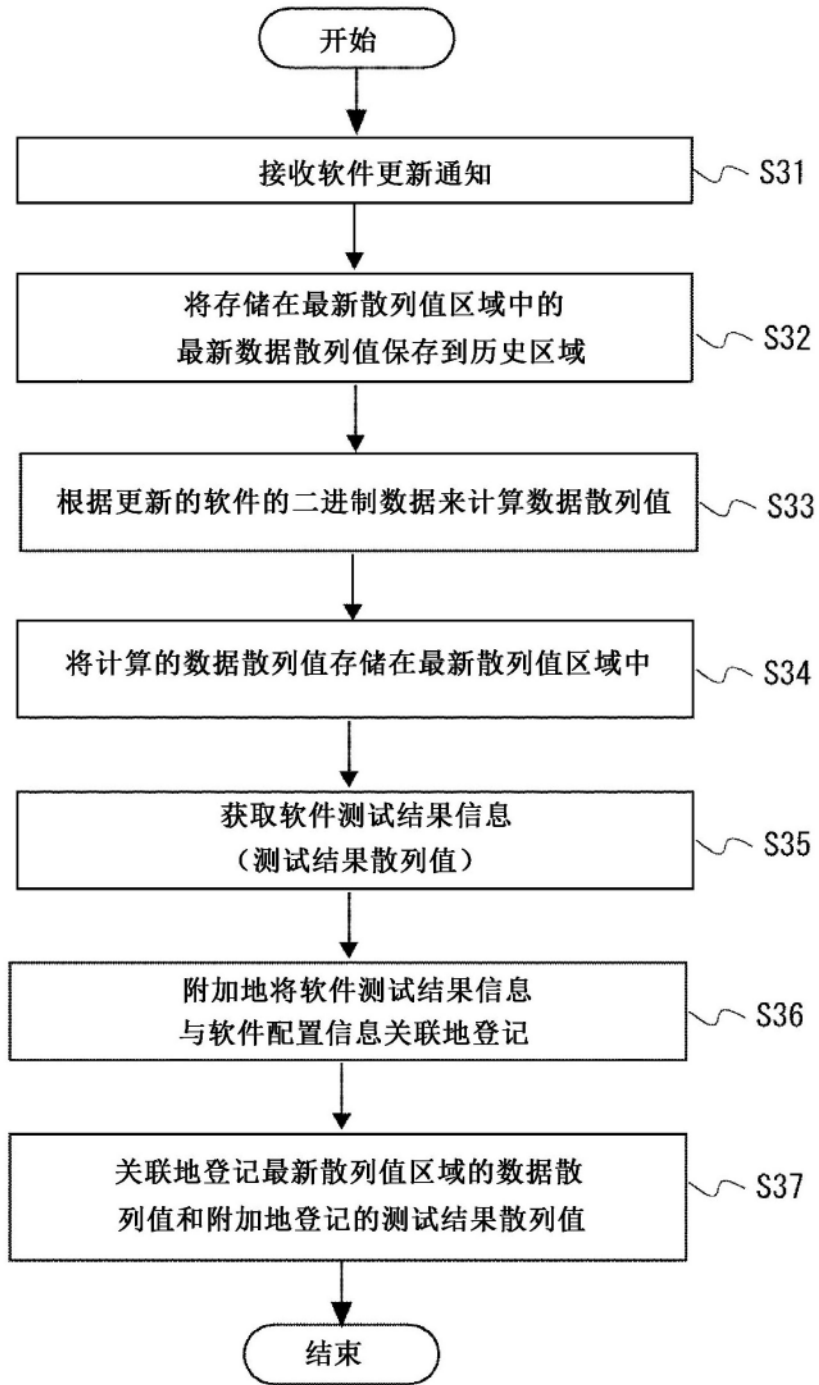 开始
接收软件更新通知
S31
将存储在最新散列值区域中的
最新数据散列值保存到历史区域
S32
根据更新的软件的二进制数据来计算数据散列值
S33
将计算的数据散列值存储在最新散列值区域中
S34
获取软件测试结果信息
（测试结果散列值）
S35
附加地将软件测试结果信息
与软件配置信息关联地登记
S36
关联地登记最新散列值区域的数据散
列值和附加地登记的测试结果散列值
S37
结束